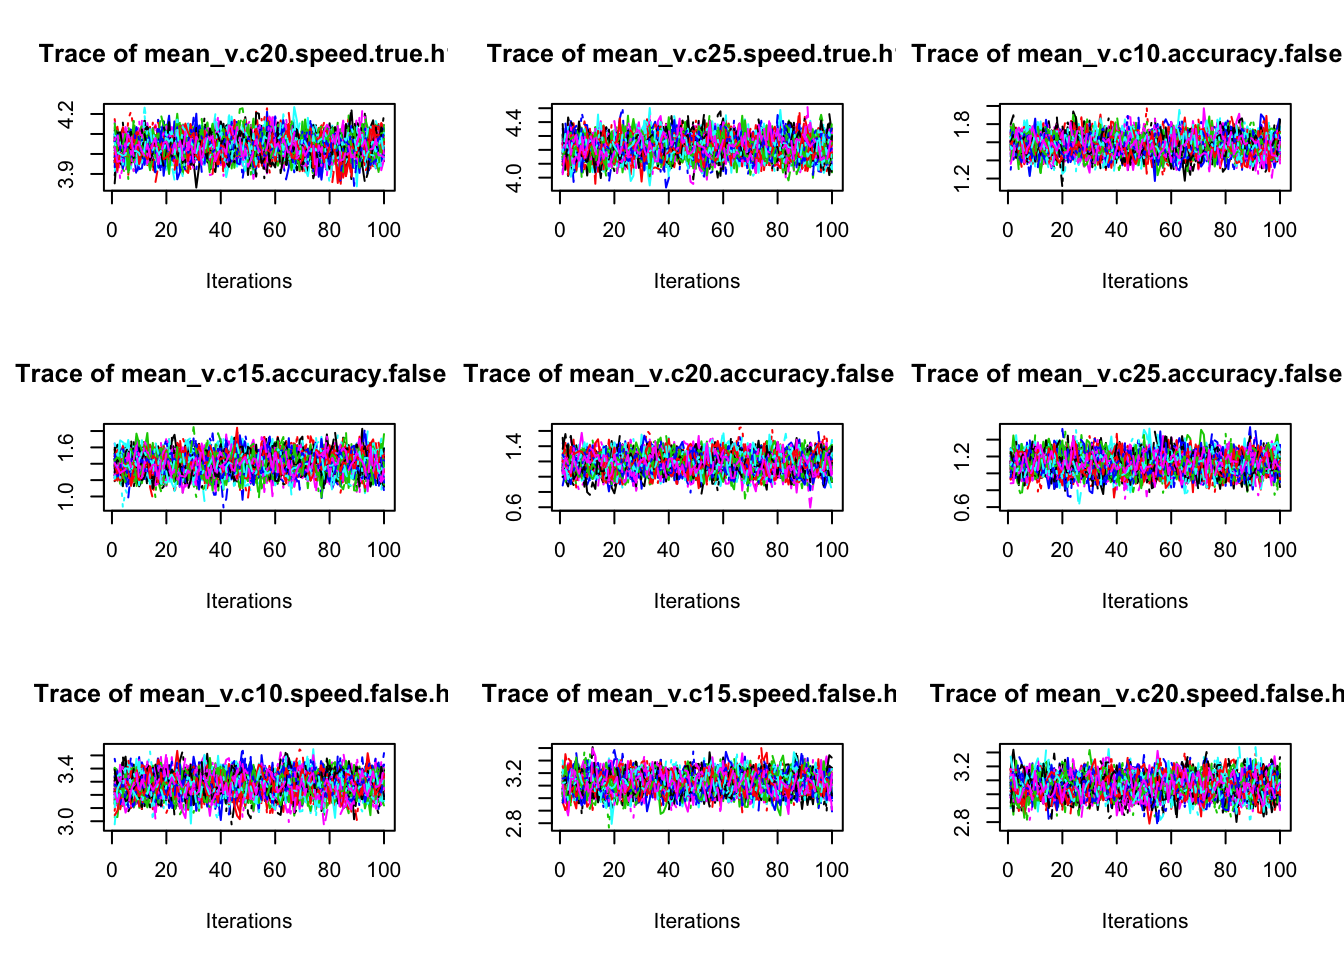 Trace of mean_v.c20.speed.true.h
Trace of mean_v.c25.speed.true.h
Trace of mean_v.c10.accuracy.false
4.2
3.9
0 20 40 60 80 100
Iterations
4.4
4.0
0 20 40 60 80 100
Iterations
1.8
1.2
0 20 40 60 80 100
Iterations
Trace of mean_v.c15.accuracy.false
Trace of mean_v.c20.accuracy.false
Trace of mean_v.c25.accuracy.false
1.6
1.0
0 20 40 60 80 100
Iterations
1.4
0.6
0 20 40 60 80 100
Iterations
1.2
0.6
0 20 40 60 80 100
Iterations
Trace of mean_v.c10.speed.false.h
Trace of mean_v.c15.speed.false.h
Trace of mean_v.c20.speed.false.h
3.4
3.0
0 20 40 60 80 100
Iterations
3.2
2.8
0 20 40 60 80 100
Iterations
3.2
2.8
0 20 40 60 80 100
Iterations